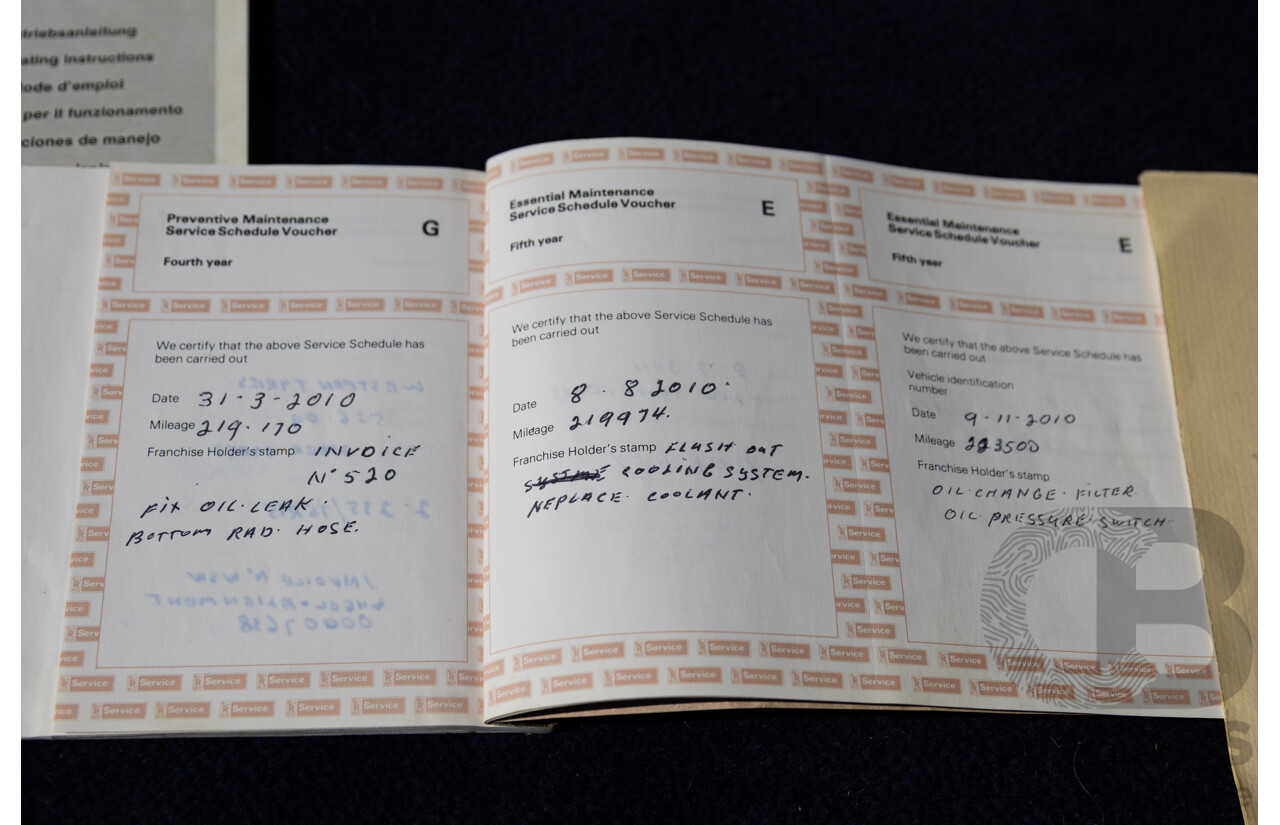 triebsanleitung
ating instructions
ode d'emploi
per il funzionamento
ciones de manejo
Preventive Maintenance
Service Schedule Voucher
G
Fourth year
We certify that the above Service Schedule has
been carried out
Date 31-3-2010
Mileage 219.170
Franchise Holder's stamp INVOICE
N° 520
FIX OIL LEAK.
BOTTOM RAD. HOSE.
Essential Maintenance
Service Schedule Voucher
E
Fifth year
We certify that the above Service Schedule has
been carried out
Date 8. 8 2010.
Mileage 219974.
Franchise Holder's stamp FLUSH OUT
COOLING SYSTEM.
NEPLACE. COOLANT.
Essential Maintenance
Service Schedule Voucher
E
Fifth year
We certify that the above Service Schedule has
been carried out
Vehicle identification
number
Date 9-11-2010
Mileage 223500
Franchise Holder's stamp
OIL CHANGE. FILTER.
OIL PRESSURE SWITCH.
Service